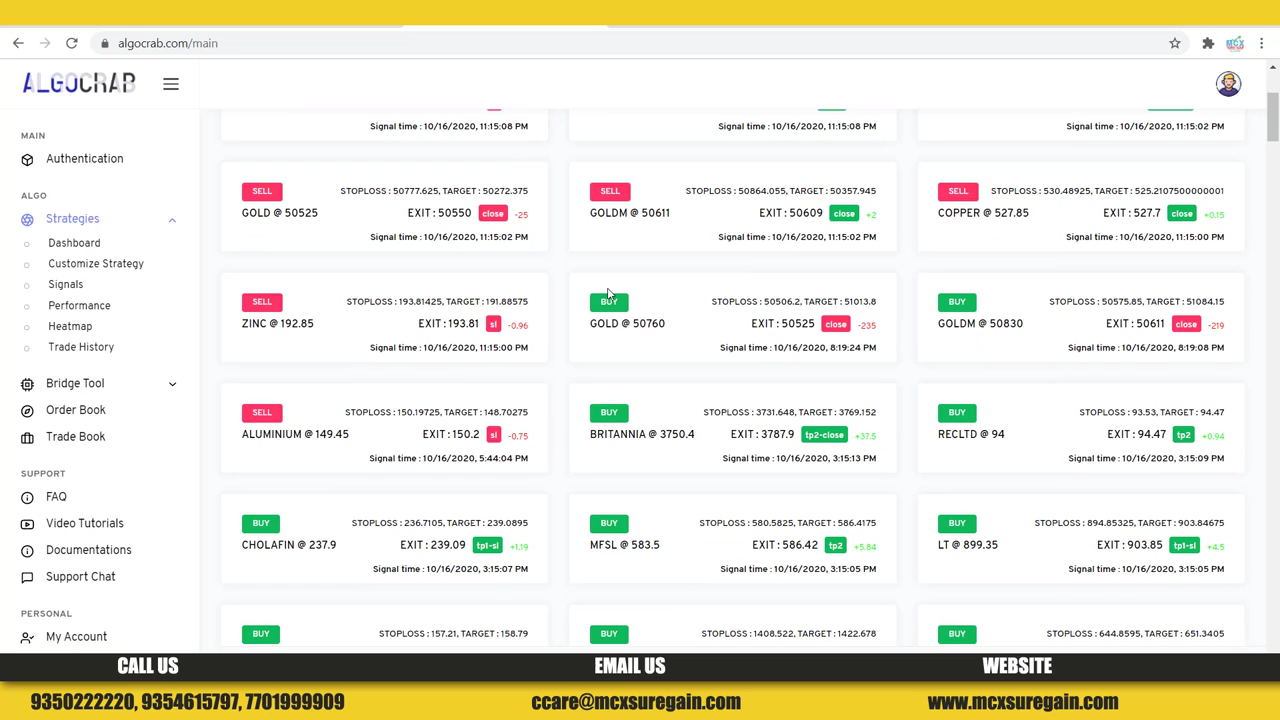 algocrab.com/main
MCX
ALGOCRAB
MAIN
Authentication
ALGO
Strategies
Dashboard
Customize Strategy
Signals
Performance
Heatmap
Trade History
Bridge Tool
Order Book
Trade Book
SUPPORT
FAQ
Video Tutorials
Documentations
Support Chat
PERSONAL
My Account
Signal time : 10/16/2020, 11:15:08 PM
Signal time : 10/16/2020, 11:15:08 PM
Signal time : 10/16/2020, 11:15:02 PM
SELL STOPLOSS : 50777.625, TARGET : 50272.375
GOLD @ 50525 EXIT : 50550 close -25
Signal time : 10/16/2020, 11:15:02 PM
SELL STOPLOSS : 50864.055, TARGET : 50357.945
GOLDM @ 50611 EXIT : 50609 close +2
Signal time : 10/16/2020, 11:15:02 PM
SELL STOPLOSS : 530.48925, TARGET : 525.2107500000001
COPPER @ 527.85 EXIT : 527.7 close +0.15
Signal time : 10/16/2020, 11:15:00 PM
SELL STOPLOSS : 193.81425, TARGET : 191.88575
ZINC @ 192.85 EXIT : 193.81 sl -0.96
Signal time : 10/16/2020, 11:15:00 PM
BUY STOPLOSS : 50506.2, TARGET : 51013.8
GOLD @ 50760 EXIT : 50525 close -235
Signal time : 10/16/2020, 8:19:24 PM
BUY STOPLOSS : 50575.85, TARGET : 51084.15
GOLDM @ 50830 EXIT : 50611 close -219
Signal time : 10/16/2020, 8:19:08 PM
SELL STOPLOSS : 150.19725, TARGET : 148.70275
ALUMINIUM @ 149.45 EXIT : 150.2 sl -0.75
Signal time : 10/16/2020, 5:44:04 PM
BUY STOPLOSS : 3731.648, TARGET : 3769.152
BRITANNIA @ 3750.4 EXIT : 3787.9 tp2-close +37.5
Signal time : 10/16/2020, 3:15:13 PM
BUY STOPLOSS : 93.53, TARGET : 94.47
RECLTD @ 94 EXIT : 94.47 tp2 +0.94
Signal time : 10/16/2020, 3:15:09 PM
BUY STOPLOSS : 236.7105, TARGET : 239.0895
CHOLAFIN @ 237.9 EXIT : 239.09 tp1-sl +1.19
Signal time : 10/16/2020, 3:15:07 PM
BUY STOPLOSS : 580.5825, TARGET : 586.4175
MFSL @ 583.5 EXIT : 586.42 tp2 +5.84
Signal time : 10/16/2020, 3:15:05 PM
BUY STOPLOSS : 894.85325, TARGET : 903.84675
LT @ 899.35 EXIT : 903.85 tp1-sl +4.5
Signal time : 10/16/2020, 3:15:05 PM
BUY STOPLOSS : 157.21, TARGET : 158.79
BUY STOPLOSS : 1408.522, TARGET : 1422.678
BUY STOPLOSS : 644.8595, TARGET : 651.3405
CALL US EMAIL US WEBSITE
9350222220, 9354615797, 7701999909 ccare@mcxsuregain.com www.mcxsuregain.com